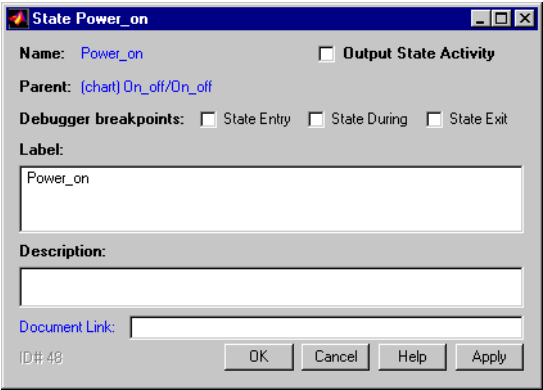 State Power_on
Name: Power_on Output State Activity
Parent: (chart) On_off/On_off
Debugger breakpoints: State Entry State During State Exit
Label:
Power_on
Description:
Document Link:
ID# 48 OK Cancel Help Apply